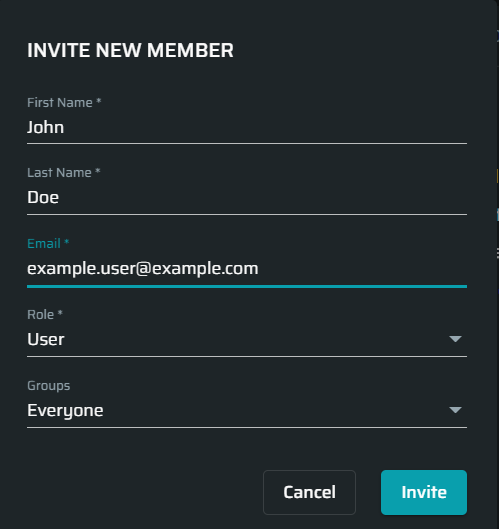 INVITE NEW MEMBER
First Name *
John
Last Name *
Doe
Email *
example.user@example.com
Role *
User
Groups
Everyone
Cancel Invite